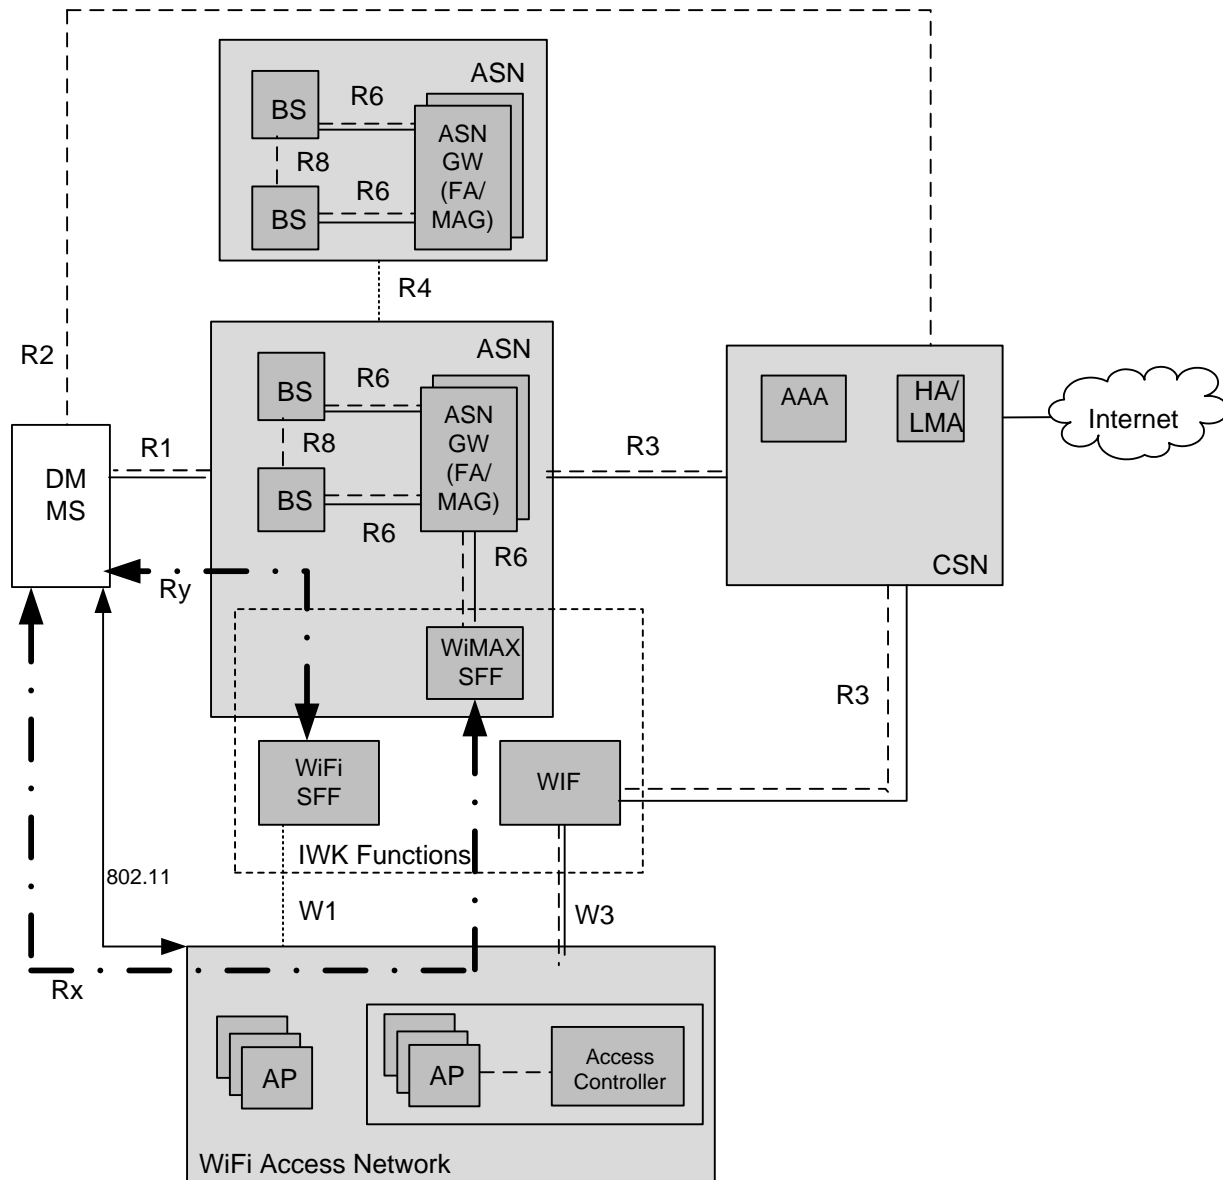 ASN
BS
R6
ASN
GW
(FA/
MAG)
R8
R6
BS
R4
R2
ASN
BS
R6
ASN
GW
(FA/
MAG)
R8
BS
R6
R6
AAA
HA/
LMA
Internet
R1
R3
DM
MS
CSN
Ry
WiMAX
SFF
R3
WiFi
SFF
WIF
IWK Functions
802.11
W1
W3
Rx
AP
AP
Access
Controller
WiFi Access Network